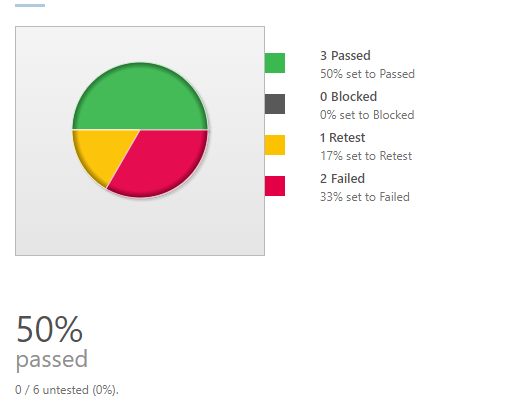 3 Passed
50% set to Passed
0 Blocked
0% set to Blocked
1 Retest
17% set to Retest
2 Failed
33% set to Failed
50%
passed
0 / 6 untested (0%).